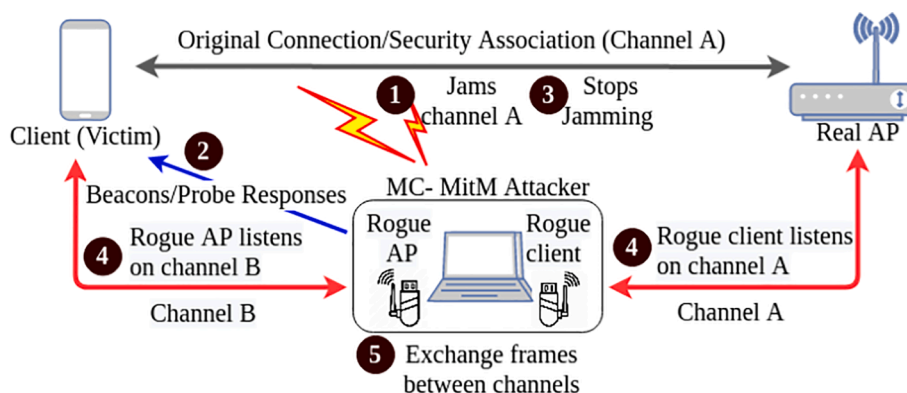 Original Connection/Security Association (Channel A)
1 Jams
channel A
3 Stops
Jamming
Client (Victim)
Real AP
2
Beacons/Probe Responses
MC- MitM Attacker
Rogue
AP
Rogue
client
4 Rogue AP listens
on channel B
Channel B
4 Rogue client listens
on channel A
Channel A
5 Exchange frames
between channels